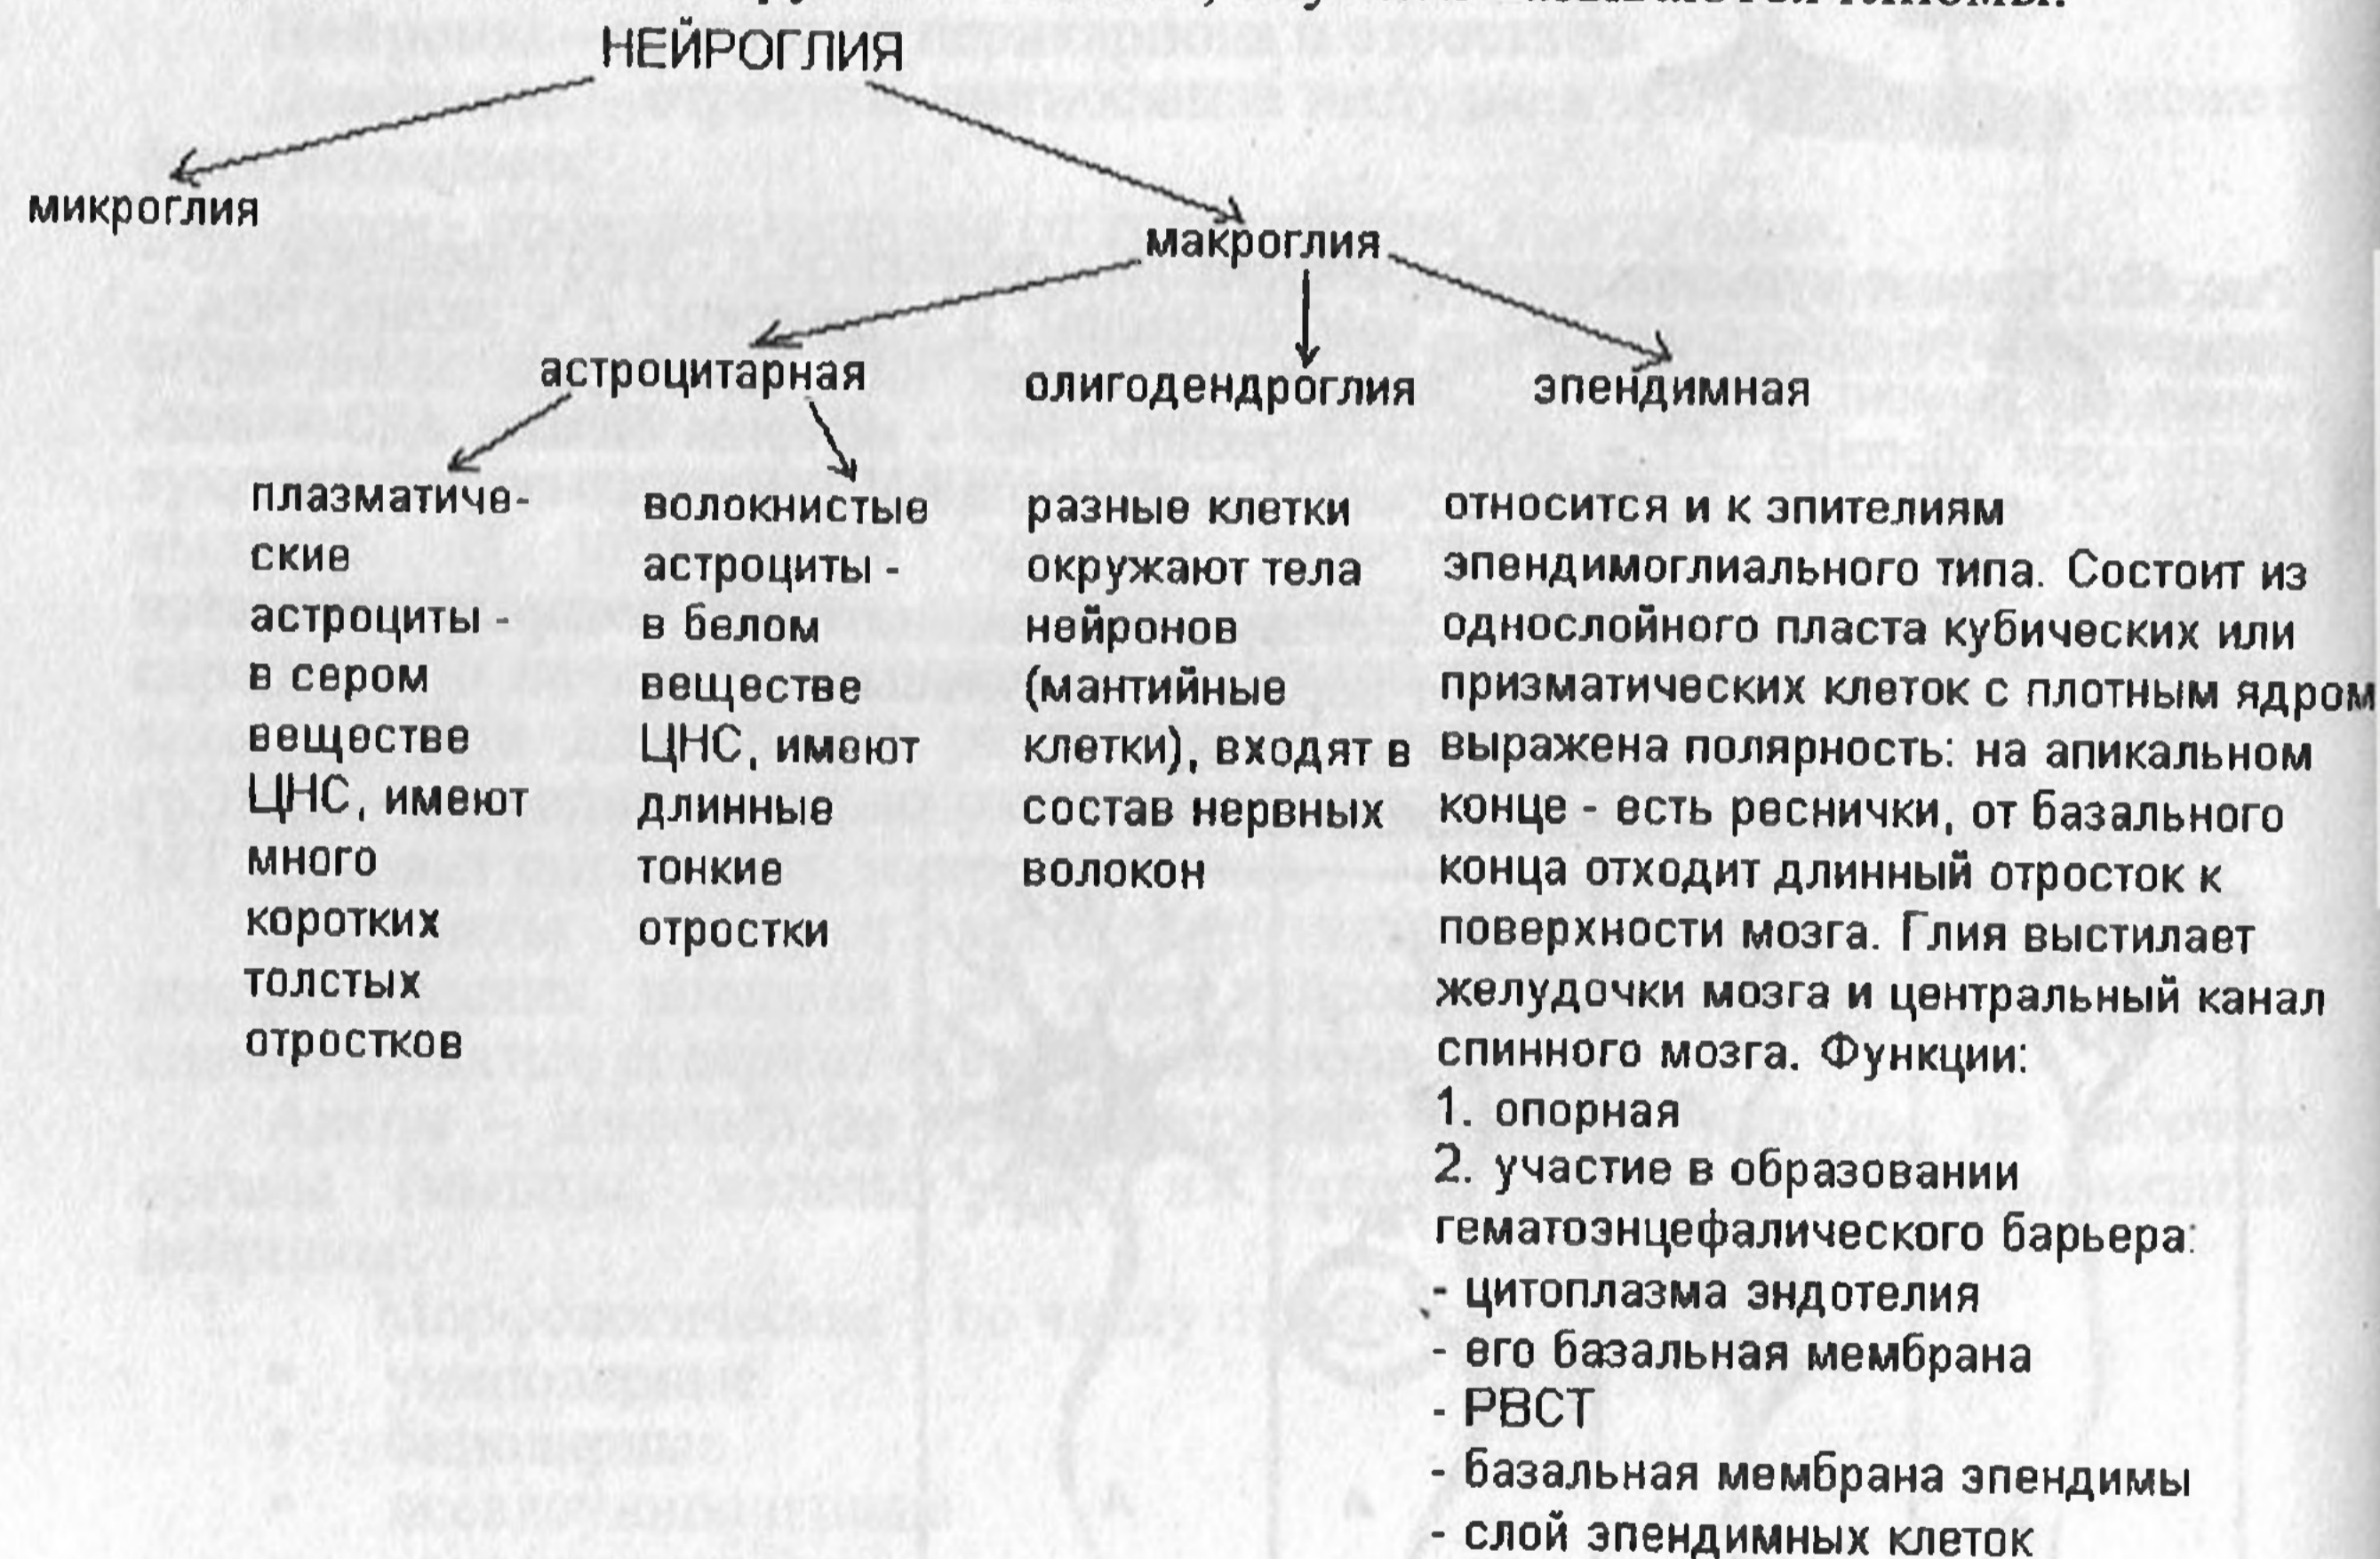 НЕЙРОГЛИЯ
микроглия
макроглия
астроцитарная
олигодендроглия
эпендимная
плазматиче-
ские
астроциты -
в сером
веществе
ЦНС, имеют
много
коротких
толстых
отростков
волокнистые
астроциты -
в белом
веществе
ЦНС, имеют
длинные
тонкие
отростки
разные клетки
окружают тела
нейронов
(мантийные
клетки), входят в
состав нервных
волокон
относится и к эпителиям
эпендимоглиального типа. Состоит из
однослойного пласта кубических или
призматических клеток с плотным ядром
выражена полярность: на апикальном
конце - есть реснички, от базального
конца отходит длинный отросток к
поверхности мозга. Глия выстилает
желудочки мозга и центральный канал
спинного мозга. Функции:
1. опорная
2. участие в образовании
гематоэнцефалического барьера:
- цитоплазма эндотелия
- его базальная мембрана
- РВСТ
- базальная мембрана эпендимы
- слой эпендимных клеток